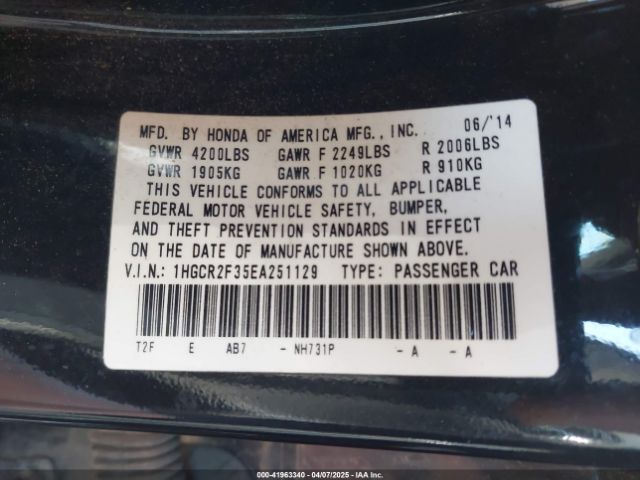 MFD. BY HONDA OF AMERICA MFG., INC. 06/'14
GVWR 4200LBS GAWR F 2249LBS R 2006LBS
GVWR 1905KG GAWR F 1020KG R 910KG
THIS VEHICLE CONFORMS TO ALL APPLICABLE
FEDERAL MOTOR VEHICLE SAFETY, BUMPER,
AND THEFT PREVENTION STANDARDS IN EFFECT
ON THE DATE OF MANUFACTURE SHOWN ABOVE.
V.I.N.: 1HGCR2F35EA251129 TYPE: PASSENGER CAR
T2F E AB7 - NH731P - A - A
000-41963340 - 04/07/2025 - IAA Inc.